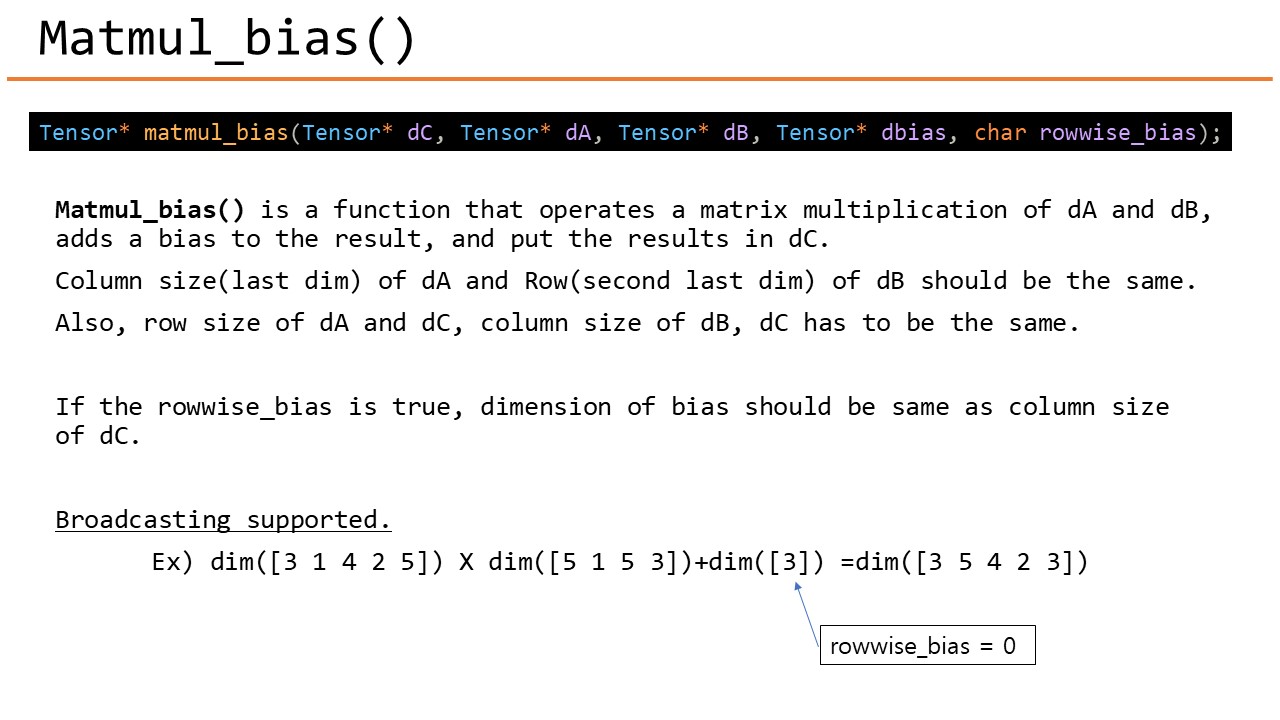 Matmul_bias()
Tensor* matmul_bias(Tensor* dC, Tensor* dA, Tensor* dB, Tensor* dbias, char rowwise_bias);
Matmul_bias() is a function that operates a matrix multiplication of dA and dB,
adds a bias to the result, and put the results in dC.
Column size(last dim) of dA and Row(second last dim) of dB should be the same.
Also, row size of dA and dC, column size of dB, dC has to be the same.
If the rowwise_bias is true, dimension of bias should be same as column size
of dC.
Broadcasting supported.
Ex) dim([3 1 4 2 5]) X dim([5 1 5 3])+dim([3]) =dim([3 5 4 2 3])
rowwise_bias = 0